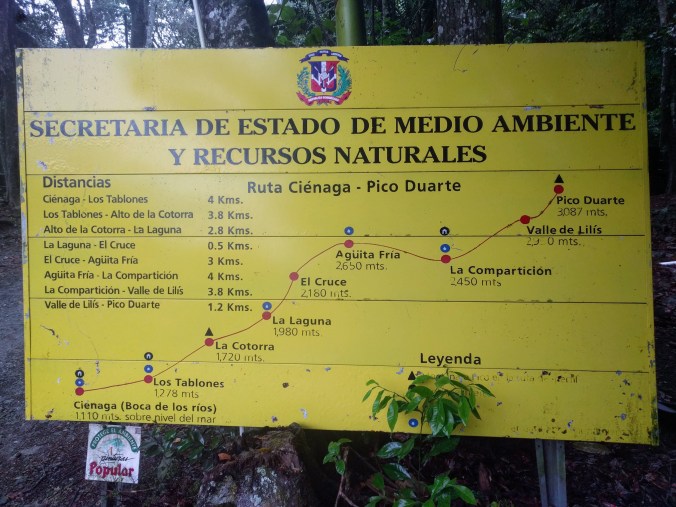 SECRETARIA DE ESTADO DE MEDIO AMBIENTE
Y RECURSOS NATURALES
Distancias
Ruta Ciénaga - Pico Duarte
Ciénaga - Los Tablones 4 Kms.
Los Tablones - Alto de la Cotorra 3.8 Kms.
Alto de la Cotorra - La Laguna 2.8 Kms.
La Laguna - El Cruce 0.5 Kms.
El Cruce - Agüita Fría 3 Kms.
Agüita Fría - La Compartición 4 Kms.
La Compartición - Valle de Lilís 3.8 Kms.
Valle de Lilís - Pico Duarte 1.2 Kms.
Pico Duarte
3,087 mts.
Valle de Lilís
mts.
Agüita Fría
2,650 mts.
La Compartición
2,450 mts.
El Cruce
2,180 mts.
La Laguna
1,980 mts.
La Cotorra
1,720 mts.
Los Tablones
1,278 mts
Ciénaga (Boca de los ríos)
1,110 mts. sobre nivel del mar
Leyenda
Popular